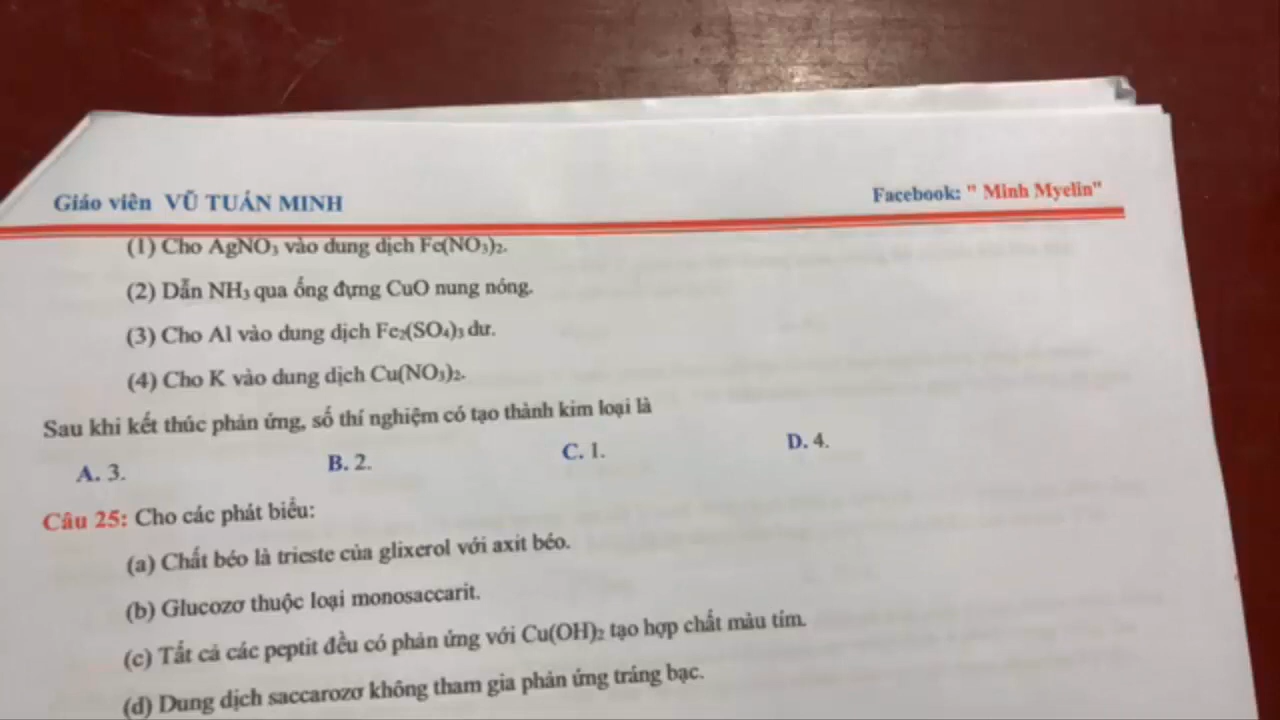 Giáo viên VŨ TUẤN MINH
Facebook: " Minh Myelin"
(1) Cho AgNO₃ vào dung dịch Fe(NO₃)₂.
(2) Dẫn NH₃ qua ống đựng CuO nung nóng.
(3) Cho Al vào dung dịch Fe₂(SO₄)₃ dư.
(4) Cho K vào dung dịch Cu(NO₃)₂.
Sau khi kết thúc phản ứng, số thí nghiệm có tạo thành kim loại là
A. 3. B. 2. C. 1. D. 4.
Câu 25: Cho các phát biểu:
(a) Chất béo là trieste của glixerol với axit béo.
(b) Glucozơ thuộc loại monosaccarit.
(c) Tất cả các peptit đều có phản ứng với Cu(OH)₂ tạo hợp chất màu tím.
(d) Dung dịch saccarozơ không tham gia phản ứng tráng bạc.